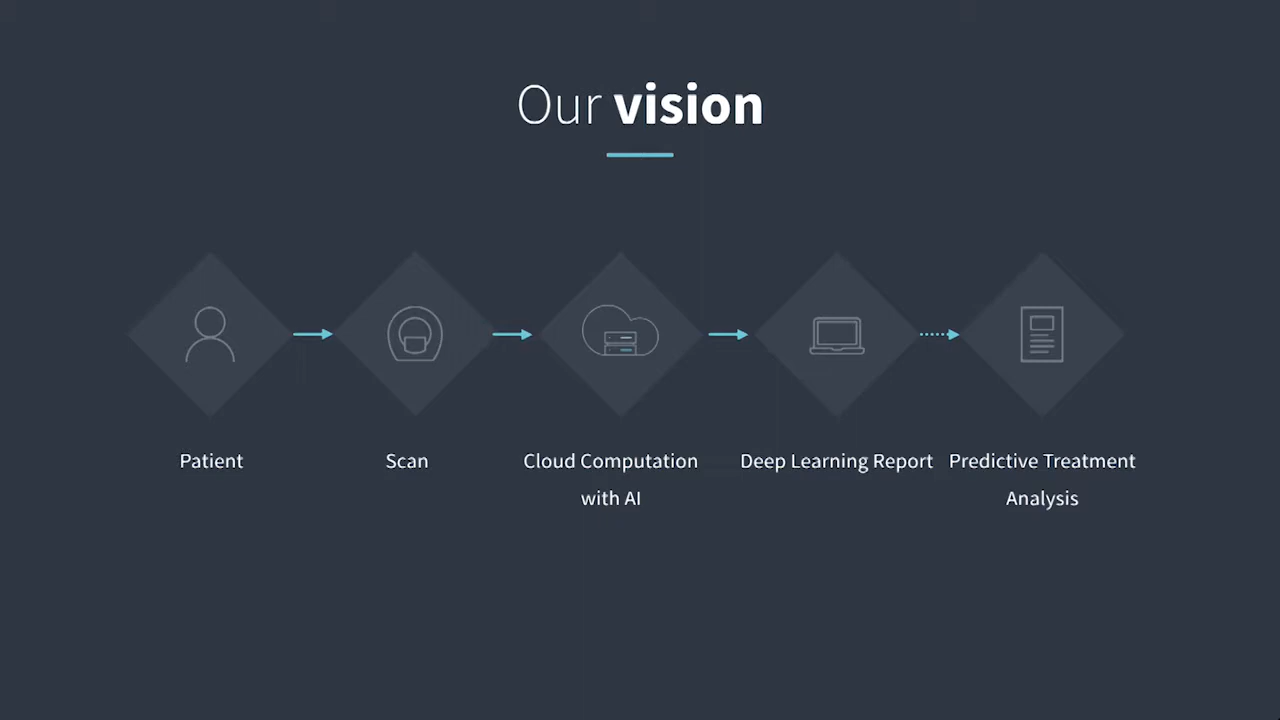 Our vision
Patient
Scan
Cloud Computation
with AI
Deep Learning Report
Predictive Treatment
Analysis